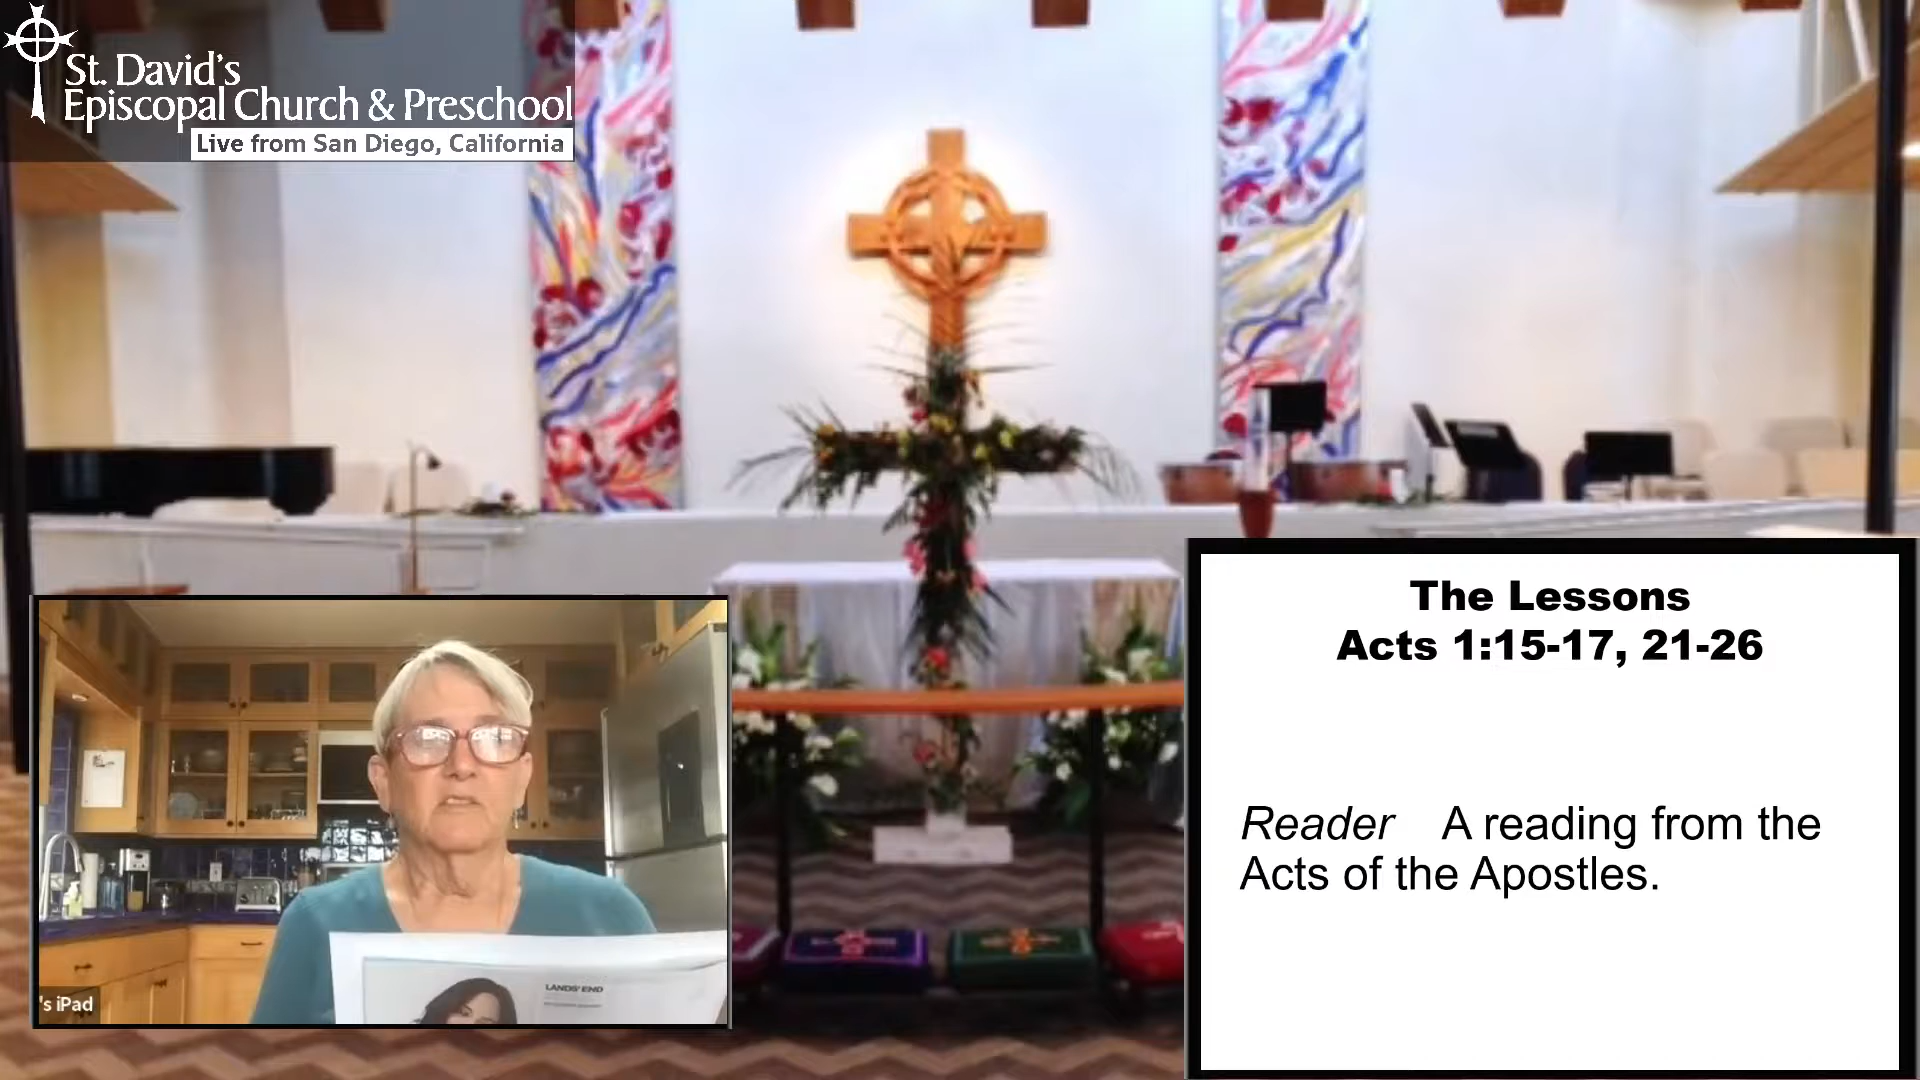 St. David's
Episcopal Church & Preschool
Live from San Diego, California
The Lessons
Acts 1:15-17, 21-26
Reader A reading from the
Acts of the Apostles.
LANDS' END
's iPad